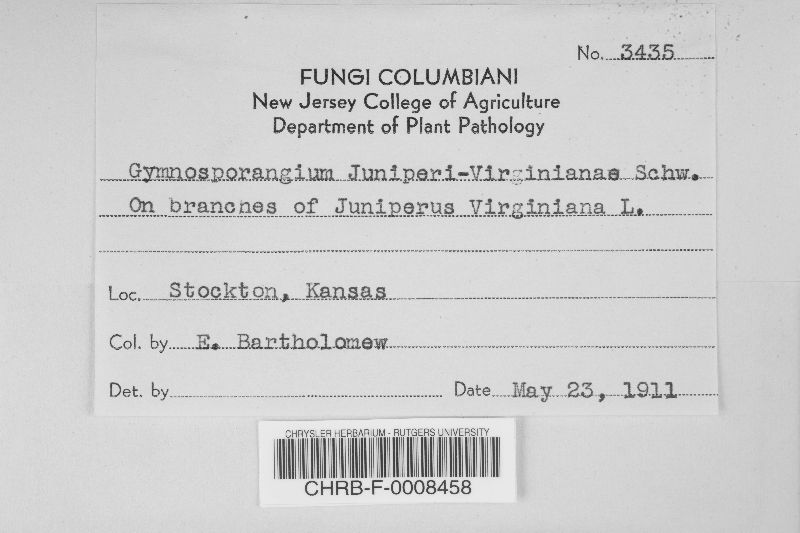 No. 3435
FUNGI COLUMBIANI
New Jersey College of Agriculture
Department of Plant Pathology
Gymnosporangium Juniperi-Virginianae Schw.
On branches of Juniperus Virginiana L.
Loc. Stockton, Kansas
Col. by E. Bartholomew
Det. by Date May 23, 1911
CHRYSLER HERBARIUM - RUTGERS UNIVERSITY
CHRB-F-0008458